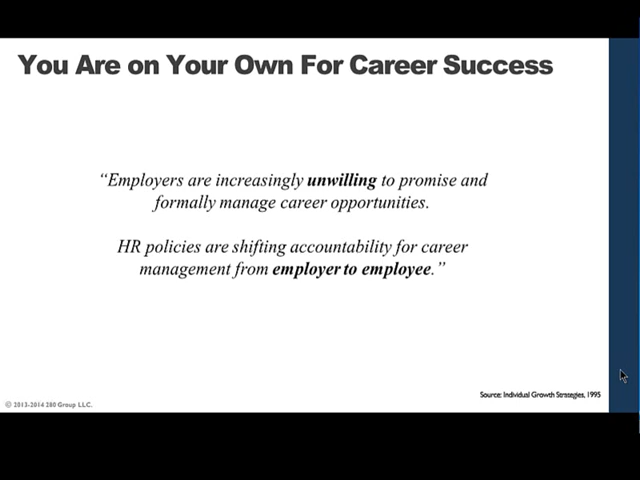 You Are on Your Own For Career Success
“Employers are increasingly unwilling to promise and
formally manage career opportunities.
HR policies are shifting accountability for career
management from employer to employee.”
Source: Individual Growth Strategies, 1995
© 2013-2014 280 Group LLC.